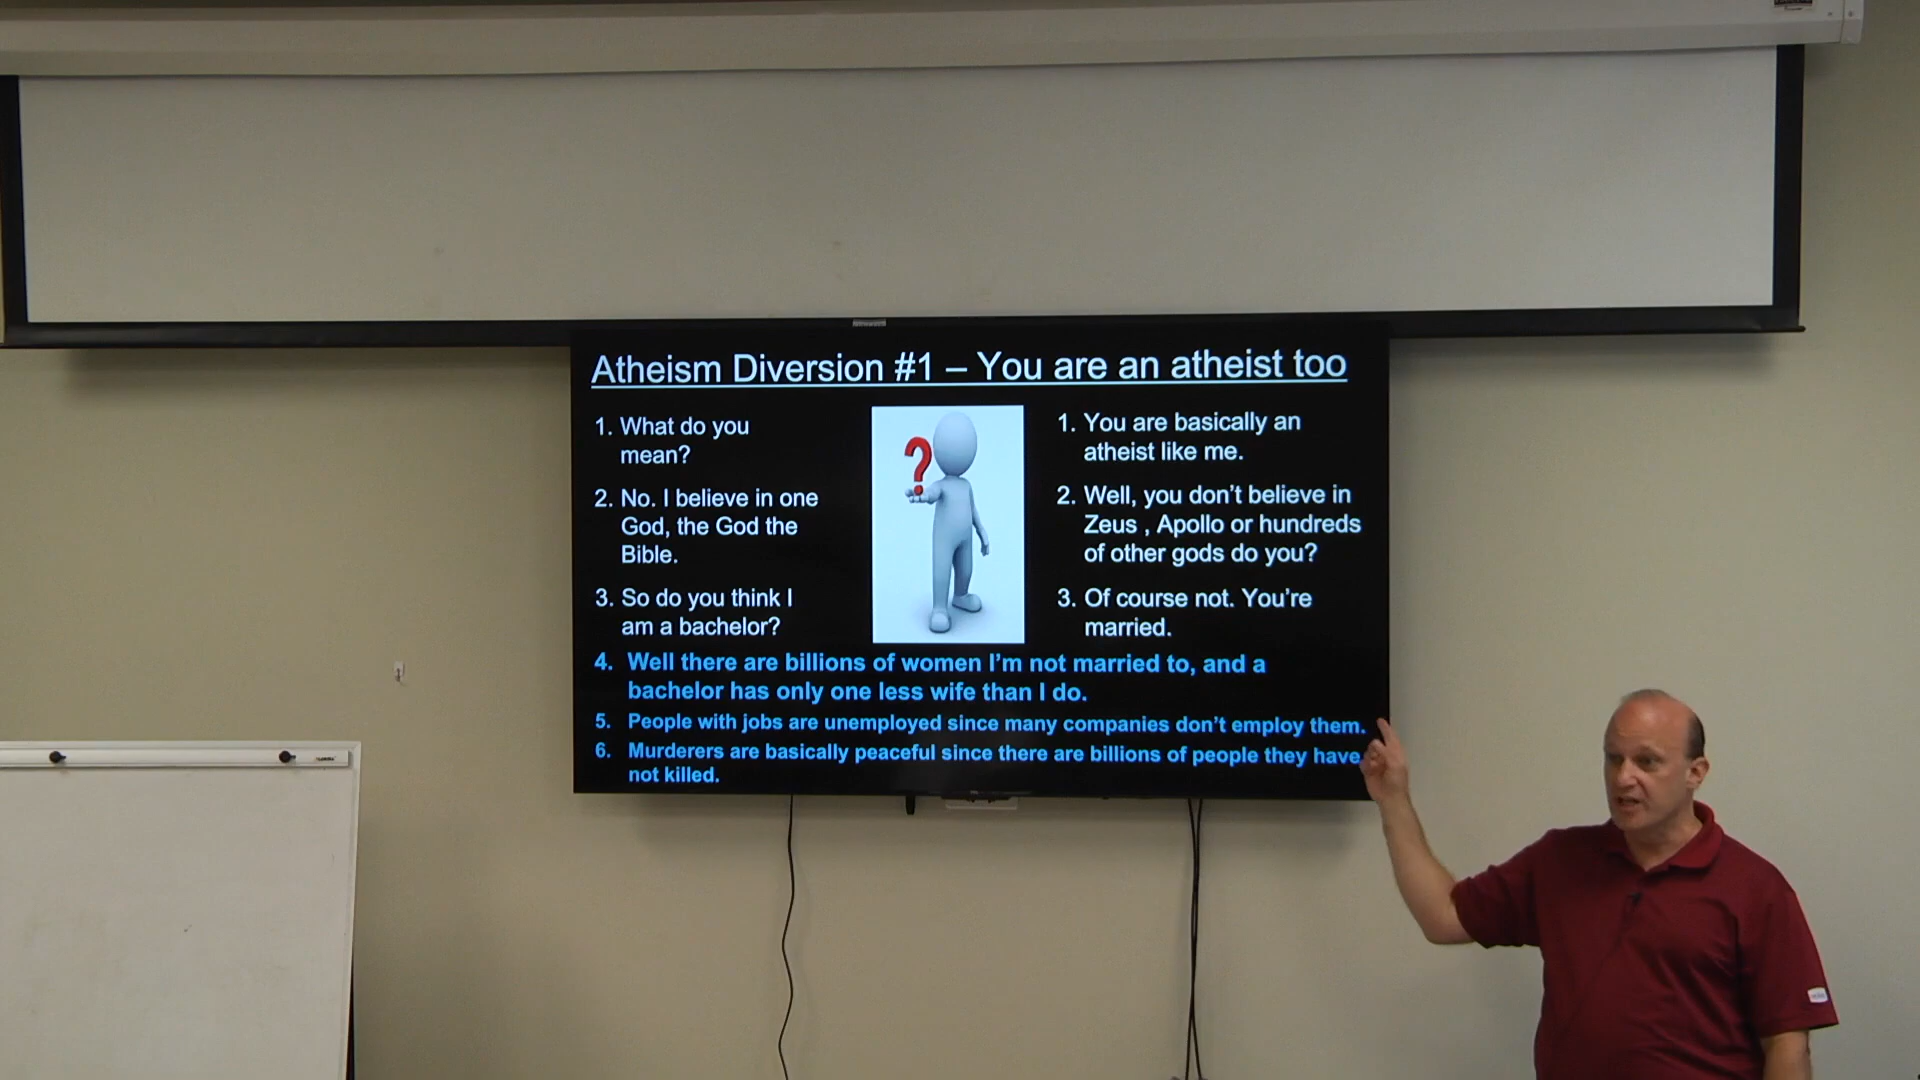 Atheism Diversion #1 – You are an atheist too
1. What do you
mean?
2. No. I believe in one
God, the God the
Bible.
3. So do you think I
am a bachelor?
?
1. You are basically an
atheist like me.
2. Well, you don't believe in
Zeus , Apollo or hundreds
of other gods do you?
3. Of course not. You're
married.
4. Well there are billions of women I'm not married to, and a
bachelor has only one less wife than I do.
5. People with jobs are unemployed since many companies don't employ them.
6. Murderers are basically peaceful since there are billions of people they have
not killed.